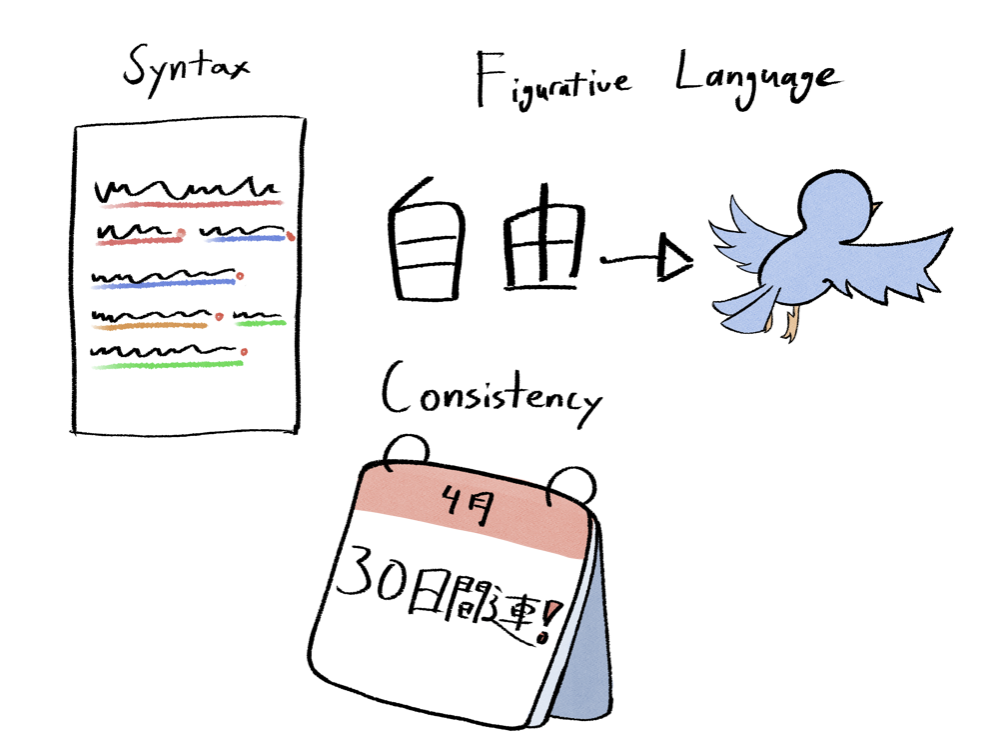 Syntax
Figurative Language
自由
Consistency
4月
30日間連!